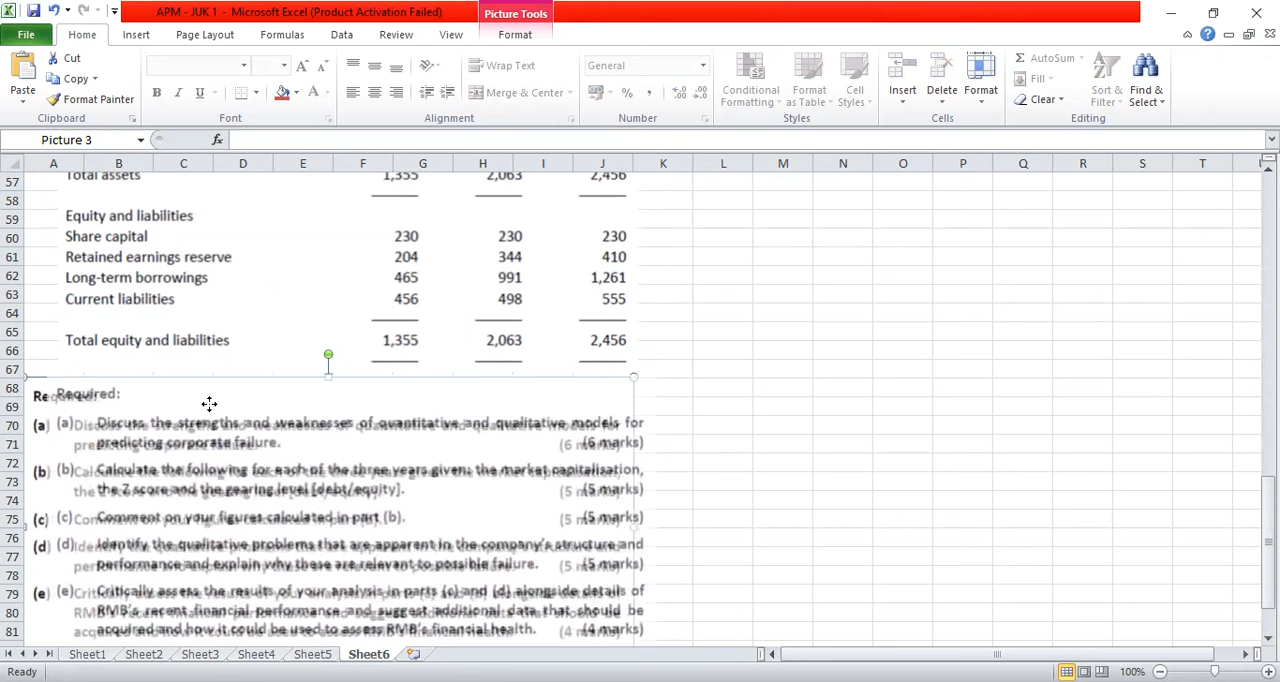 APM - JUK 1 - Microsoft Excel (Product Activation Failed)
Picture Tools
File Home Insert Page Layout Formulas Data Review View Format
Paste
Cut
Copy
Format Painter
Clipboard
B I U
Font
Wrap Text
Merge & Center
Alignment
General
% ,
Number
Conditional Formatting
Format as Table
Cell Styles
Styles
Insert Delete Format
Cells
AutoSum
Fill
Clear
Sort & Filter
Find & Select
Editing
Picture 3 fx
A B C D E F G H I J K L M N O P Q R S T
57 58 59 60 61 62 63 64 65 66 67 68 69 70 71 72 73 74 75 76 77 78 79 80 81
Total assets 1,355 2,063 2,456
Equity and liabilities
Share capital 230 230 230
Retained earnings reserve 204 344 410
Long-term borrowings 465 991 1,261
Current liabilities 456 498 555
Total equity and liabilities 1,355 2,063 2,456
Required:
(a) Discuss the strengths and weaknesses of quantitative and qualitative models for
predicting corporate failure. (6 marks)
(b) Calculate the following for each of the three years given: the market capitalisation,
the Z score and the gearing level [debt/equity]. (5 marks)
(c) Comment on your figures calculated in part (b). (5 marks)
(d) Identify the qualitative problems that are apparent in the company's structure and
performance and explain why these are relevant to possible failure. (5 marks)
(e) Critically assess the results of your analysis in parts (c) and (d) alongside details of
RMB's recent financial performance and suggest additional data that should be
acquired and how it could be used to assess RMB's financial health. (4 marks)
Sheet1 Sheet2 Sheet3 Sheet4 Sheet5 Sheet6
Ready 100%